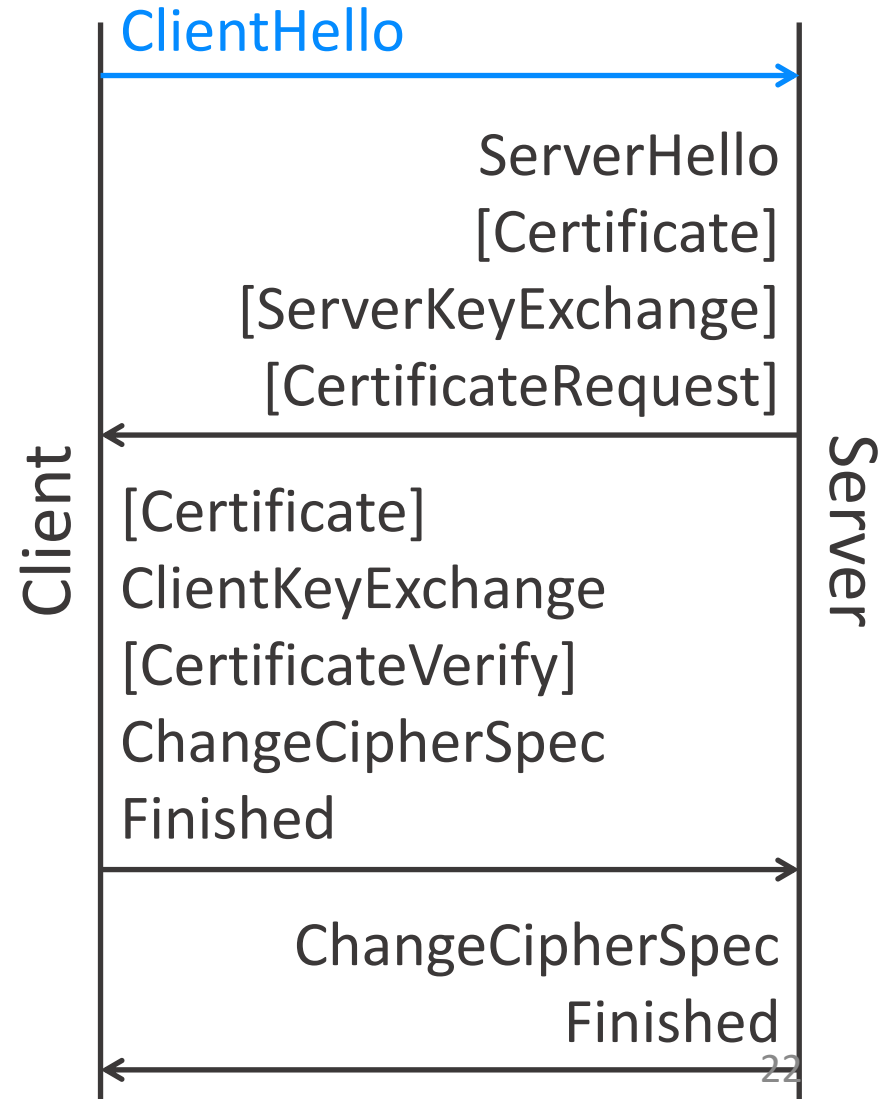 ClientHello
ServerHello
[Certificate]
[ServerKeyExchange]
[CertificateRequest]
Client
Server
[Certificate]
ClientKeyExchange
[CertificateVerify]
ChangeCipherSpec
Finished
ChangeCipherSpec
Finished
22